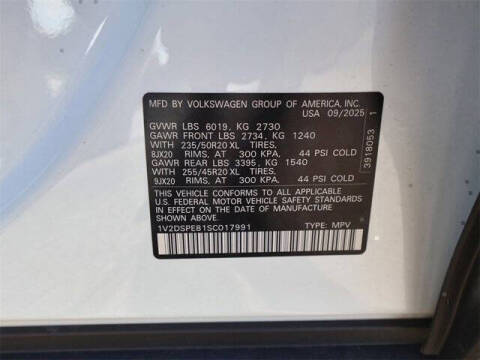 MFD BY VOLKSWAGEN GROUP OF AMERICA, INC.
USA 09/2025
GVWR LBS 6019, KG 2730
GAWR FRONT LBS 2734, KG 1240
WITH 235/50R20 XL TIRES.
8JX20 RIMS, AT 300 KPA, 44 PSI COLD
GAWR REAR LBS 3395, KG 1540
WITH 255/45R20 XL TIRES.
9JX20 RIMS, AT 300 KPA, 44 PSI COLD
THIS VEHICLE CONFORMS TO ALL APPLICABLE
U.S. FEDERAL MOTOR VEHICLE SAFETY STANDARDS
IN EFFECT ON THE DATE OF MANUFACTURE
SHOWN ABOVE.
1V2DSPE81SC017991 TYPE: MPV
3918053 1